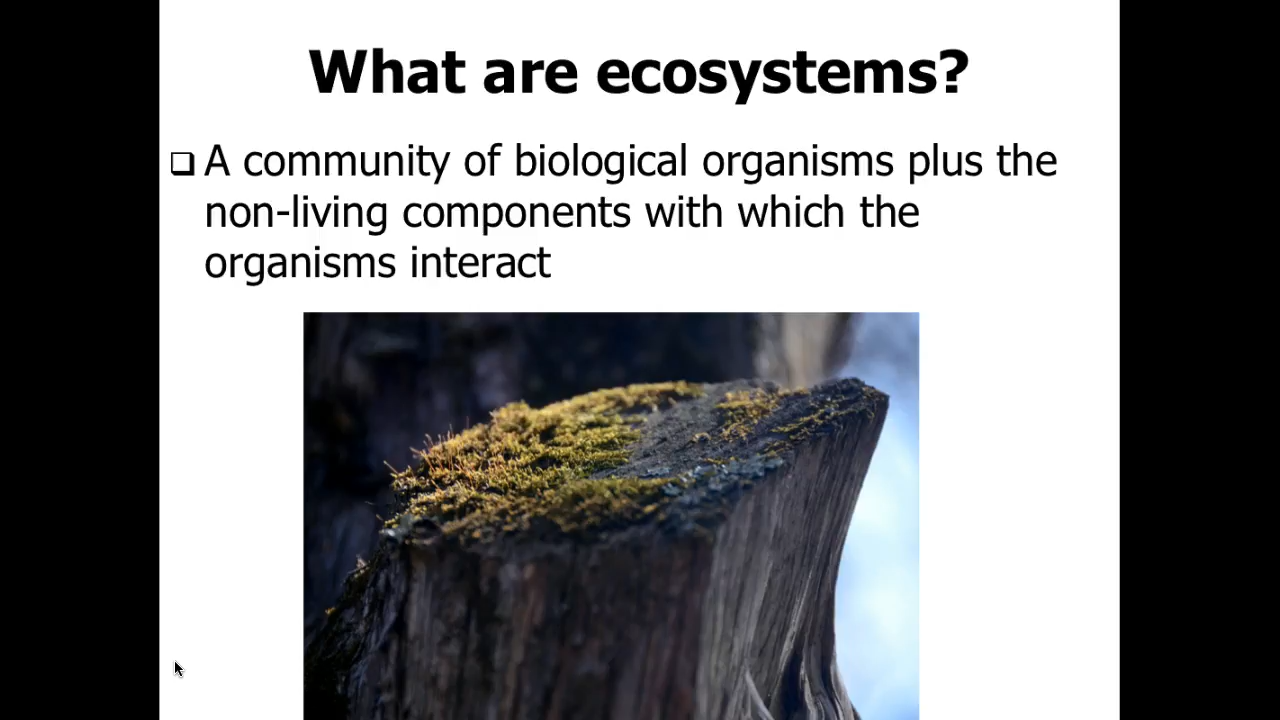 What are ecosystems?
A community of biological organisms plus the
non-living components with which the
organisms interact